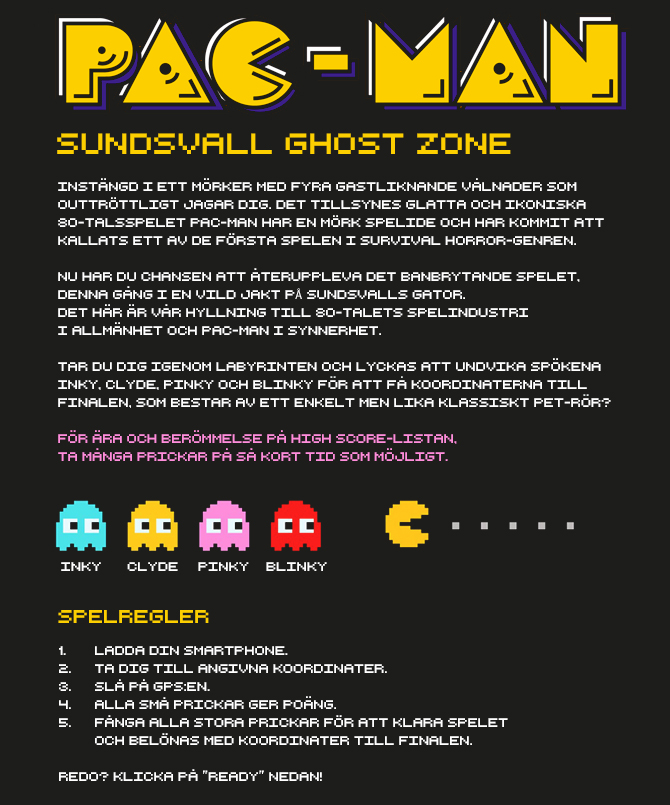 PAC-MAN
SUNDSVALL GHOST ZONE
INSTÄNGD I ETT MÖRKER MED FYRA GASTLIKNANDE VÅLNADER SOM
OUTTRÖTTLIGT JAGAR DIG. DET TILLSYNES GLATTA OCH IKONISKA
80-TALSSPELET PAC-MAN HAR EN MÖRK SPELIDE OCH HAR KOMMIT ATT
KALLATS ETT AV DE FÖRSTA SPELEN I SURVIVAL HORROR-GENREN.
NU HAR DU CHANSEN ATT ÅTERUPPLEVA DET BANBRYTANDE SPELET,
DENNA GÅNG I EN VILD JAKT PÅ SUNDSVALLS GATOR.
DET HÄR ÄR VÅR HYLLNING TILL 80-TALETS SPELINDUSTRI
I ALLMÄNHET OCH PAC-MAN I SYNNERHET.
TAR DU DIG IGENOM LABYRINTEN OCH LYCKAS ATT UNDVIKA SPÖKENA
INKY, CLYDE, PINKY OCH BLINKY FÖR ATT FÅ KOORDINATERNA TILL
FINALEN, SOM BESTAR AV ETT ENKELT MEN LIKA KLASSISKT PET-RÖR?
FÖR ÄRA OCH BERÖMMELSE PÅ HIGH SCORE-LISTAN,
TA MÅNGA PRICKAR PÅ SÅ KORT TID SOM MÖJLIGT.
INKY CLYDE PINKY BLINKY
SPELREGLER
1. LADDA DIN SMARTPHONE.
2. TA DIG TILL ANGIVNA KOORDINATER.
3. SLÅ PÅ GPS:EN.
4. ALLA SMÅ PRICKAR GER POÄNG.
5. FÅNGA ALLA STORA PRICKAR FÖR ATT KLARA SPELET
OCH BELÖNAS MED KOORDINATER TILL FINALEN.
REDO? KLICKA PÅ "READY" NEDAN!